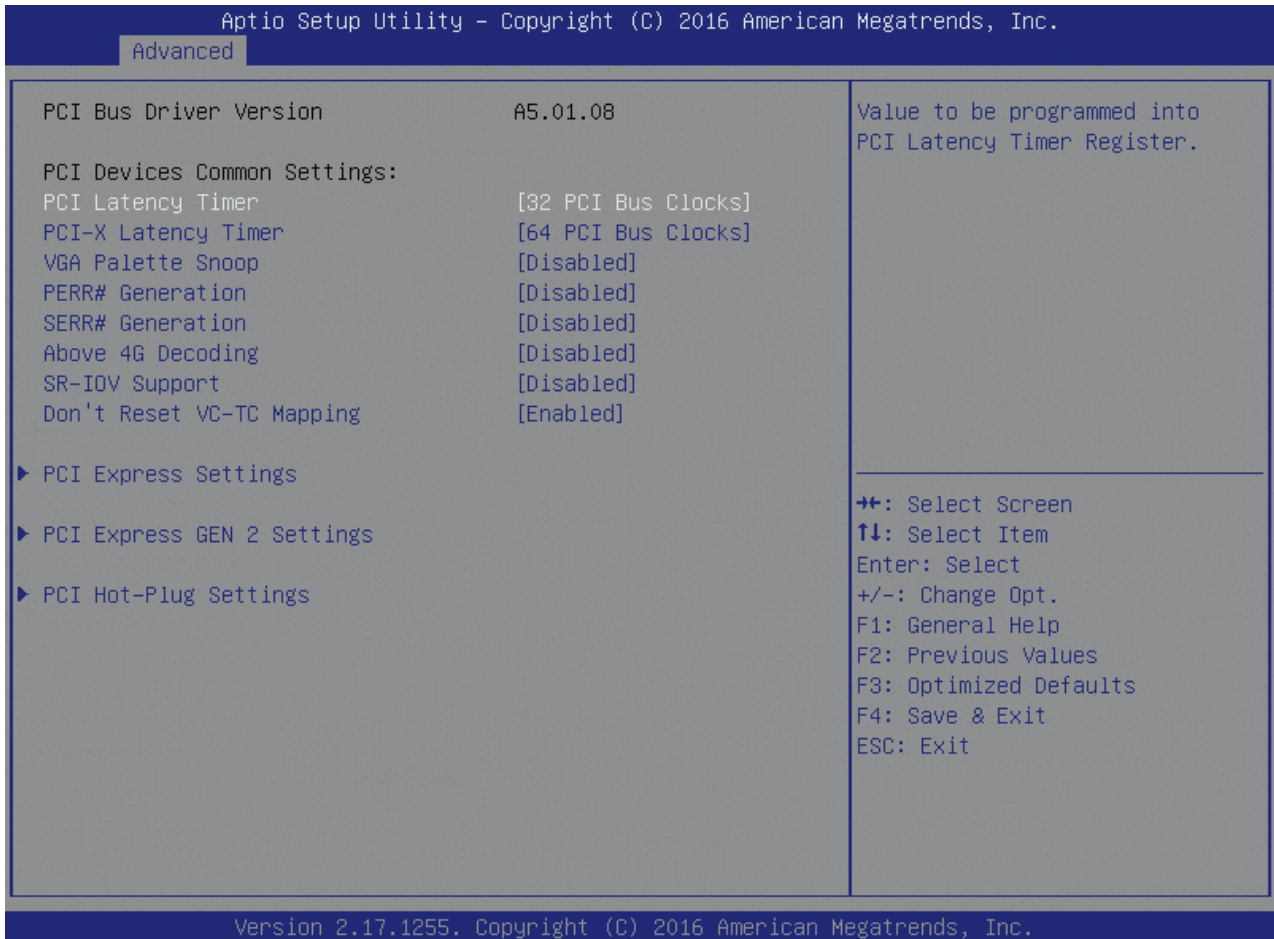 Aptio Setup Utility – Copyright (C) 2016 American Megatrends, Inc.
Advanced
PCI Bus Driver Version A5.01.08
PCI Devices Common Settings:
PCI Latency Timer [32 PCI Bus Clocks]
PCI-X Latency Timer [64 PCI Bus Clocks]
VGA Palette Snoop [Disabled]
PERR# Generation [Disabled]
SERR# Generation [Disabled]
Above 4G Decoding [Disabled]
SR-IOV Support [Disabled]
Don't Reset VC-TC Mapping [Enabled]
PCI Express Settings
PCI Express GEN 2 Settings
PCI Hot-Plug Settings
Value to be programmed into
PCI Latency Timer Register.
→←: Select Screen
↑↓: Select Item
Enter: Select
+/-: Change Opt.
F1: General Help
F2: Previous Values
F3: Optimized Defaults
F4: Save & Exit
ESC: Exit
Version 2.17.1255. Copyright (C) 2016 American Megatrends, Inc.